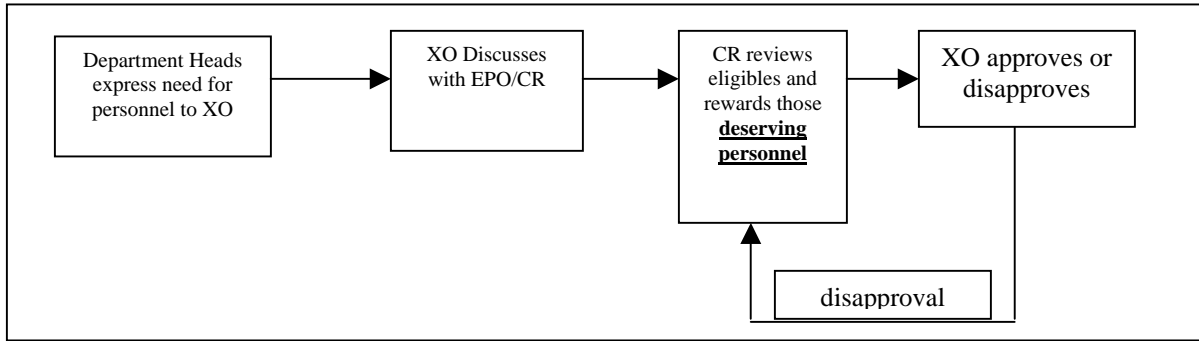 Department Heads
express need for
personnel to XO
XO Discusses
with EPO/CR
CR reviews
eligibles and
rewards those
deserving
personnel
XO approves or
disapproves
disapproval